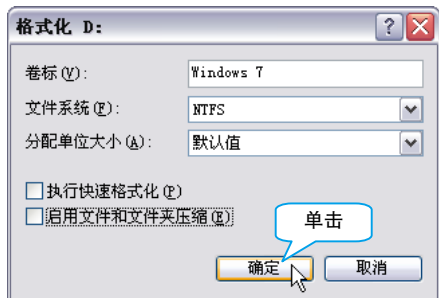 格式化 D:
卷标(V): Windows 7
文件系统(F): NTFS
分配单位大小(A): 默认值
执行快速格式化(P)
启用文件和文件夹压缩(E)
单击
确定 取消